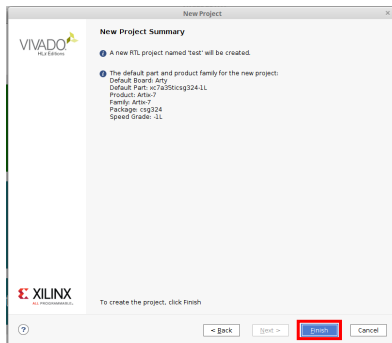 New Project
VIVADO
HLx Editions
New Project Summary
A new RTL project named 'test' will be created.
The default part and product family for the new project:
Default Board: Arty
Default Part: xc7a35ticsg324-1L
Product: Artix-7
Family: Artix-7
Package: csg324
Speed Grade: -1L
XILINX
ALL PROGRAMMABLE.
To create the project, click Finish
?
< Back
Next >
Finish
Cancel